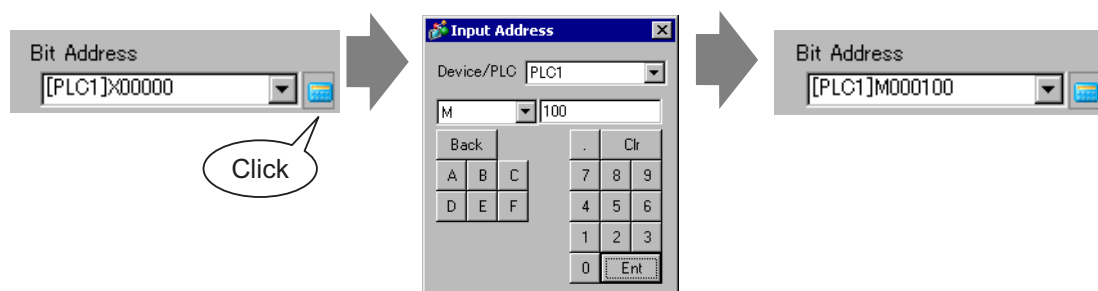 Bit Address
[PLC1]X00000
Click
Input Address
Device/PLC PLC1
M 100
Back . Clr
A B C 7 8 9
D E F 4 5 6
1 2 3
0 Ent
Bit Address
[PLC1]M000100